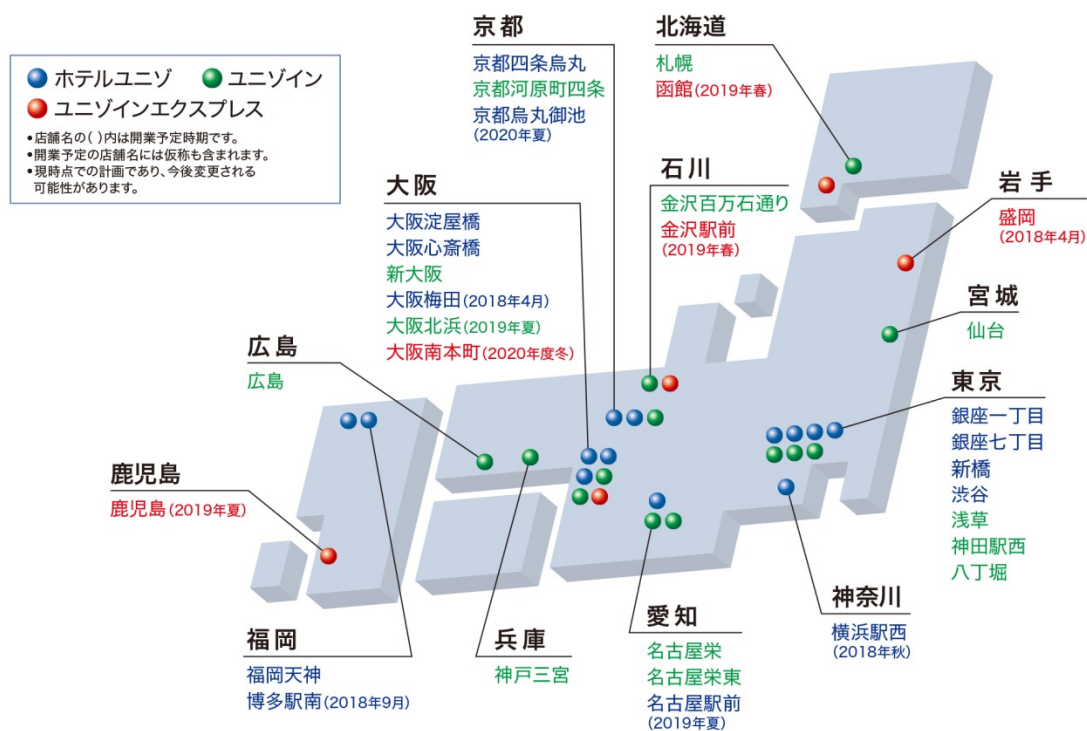 ホテルユニゾ ユニゾイン
ユニゾインエクスプレス
•店舗名の( )内は開業予定時期です。
•開業予定の店舗名には仮称も含まれます。
•現時点での計画であり、今後変更される
可能性があります。
京都
京都四条烏丸
京都河原町四条
京都烏丸御池
(2020年夏)
北海道
札幌
函館(2019年春)
大阪
大阪淀屋橋
大阪心斎橋
新大阪
大阪梅田(2018年4月)
大阪北浜(2019年夏)
大阪南本町(2020年度冬)
石川
金沢百万石通り
金沢駅前
(2019年春)
岩手
盛岡
(2018年4月)
宮城
仙台
広島
広島
東京
銀座一丁目
銀座七丁目
新橋
渋谷
浅草
神田駅西
八丁堀
鹿児島
鹿児島(2019年夏)
福岡
福岡天神
博多駅南(2018年9月)
兵庫
神戸三宮
愛知
名古屋栄
名古屋栄東
名古屋駅前
(2019年夏)
神奈川
横浜駅西
(2018年秋)